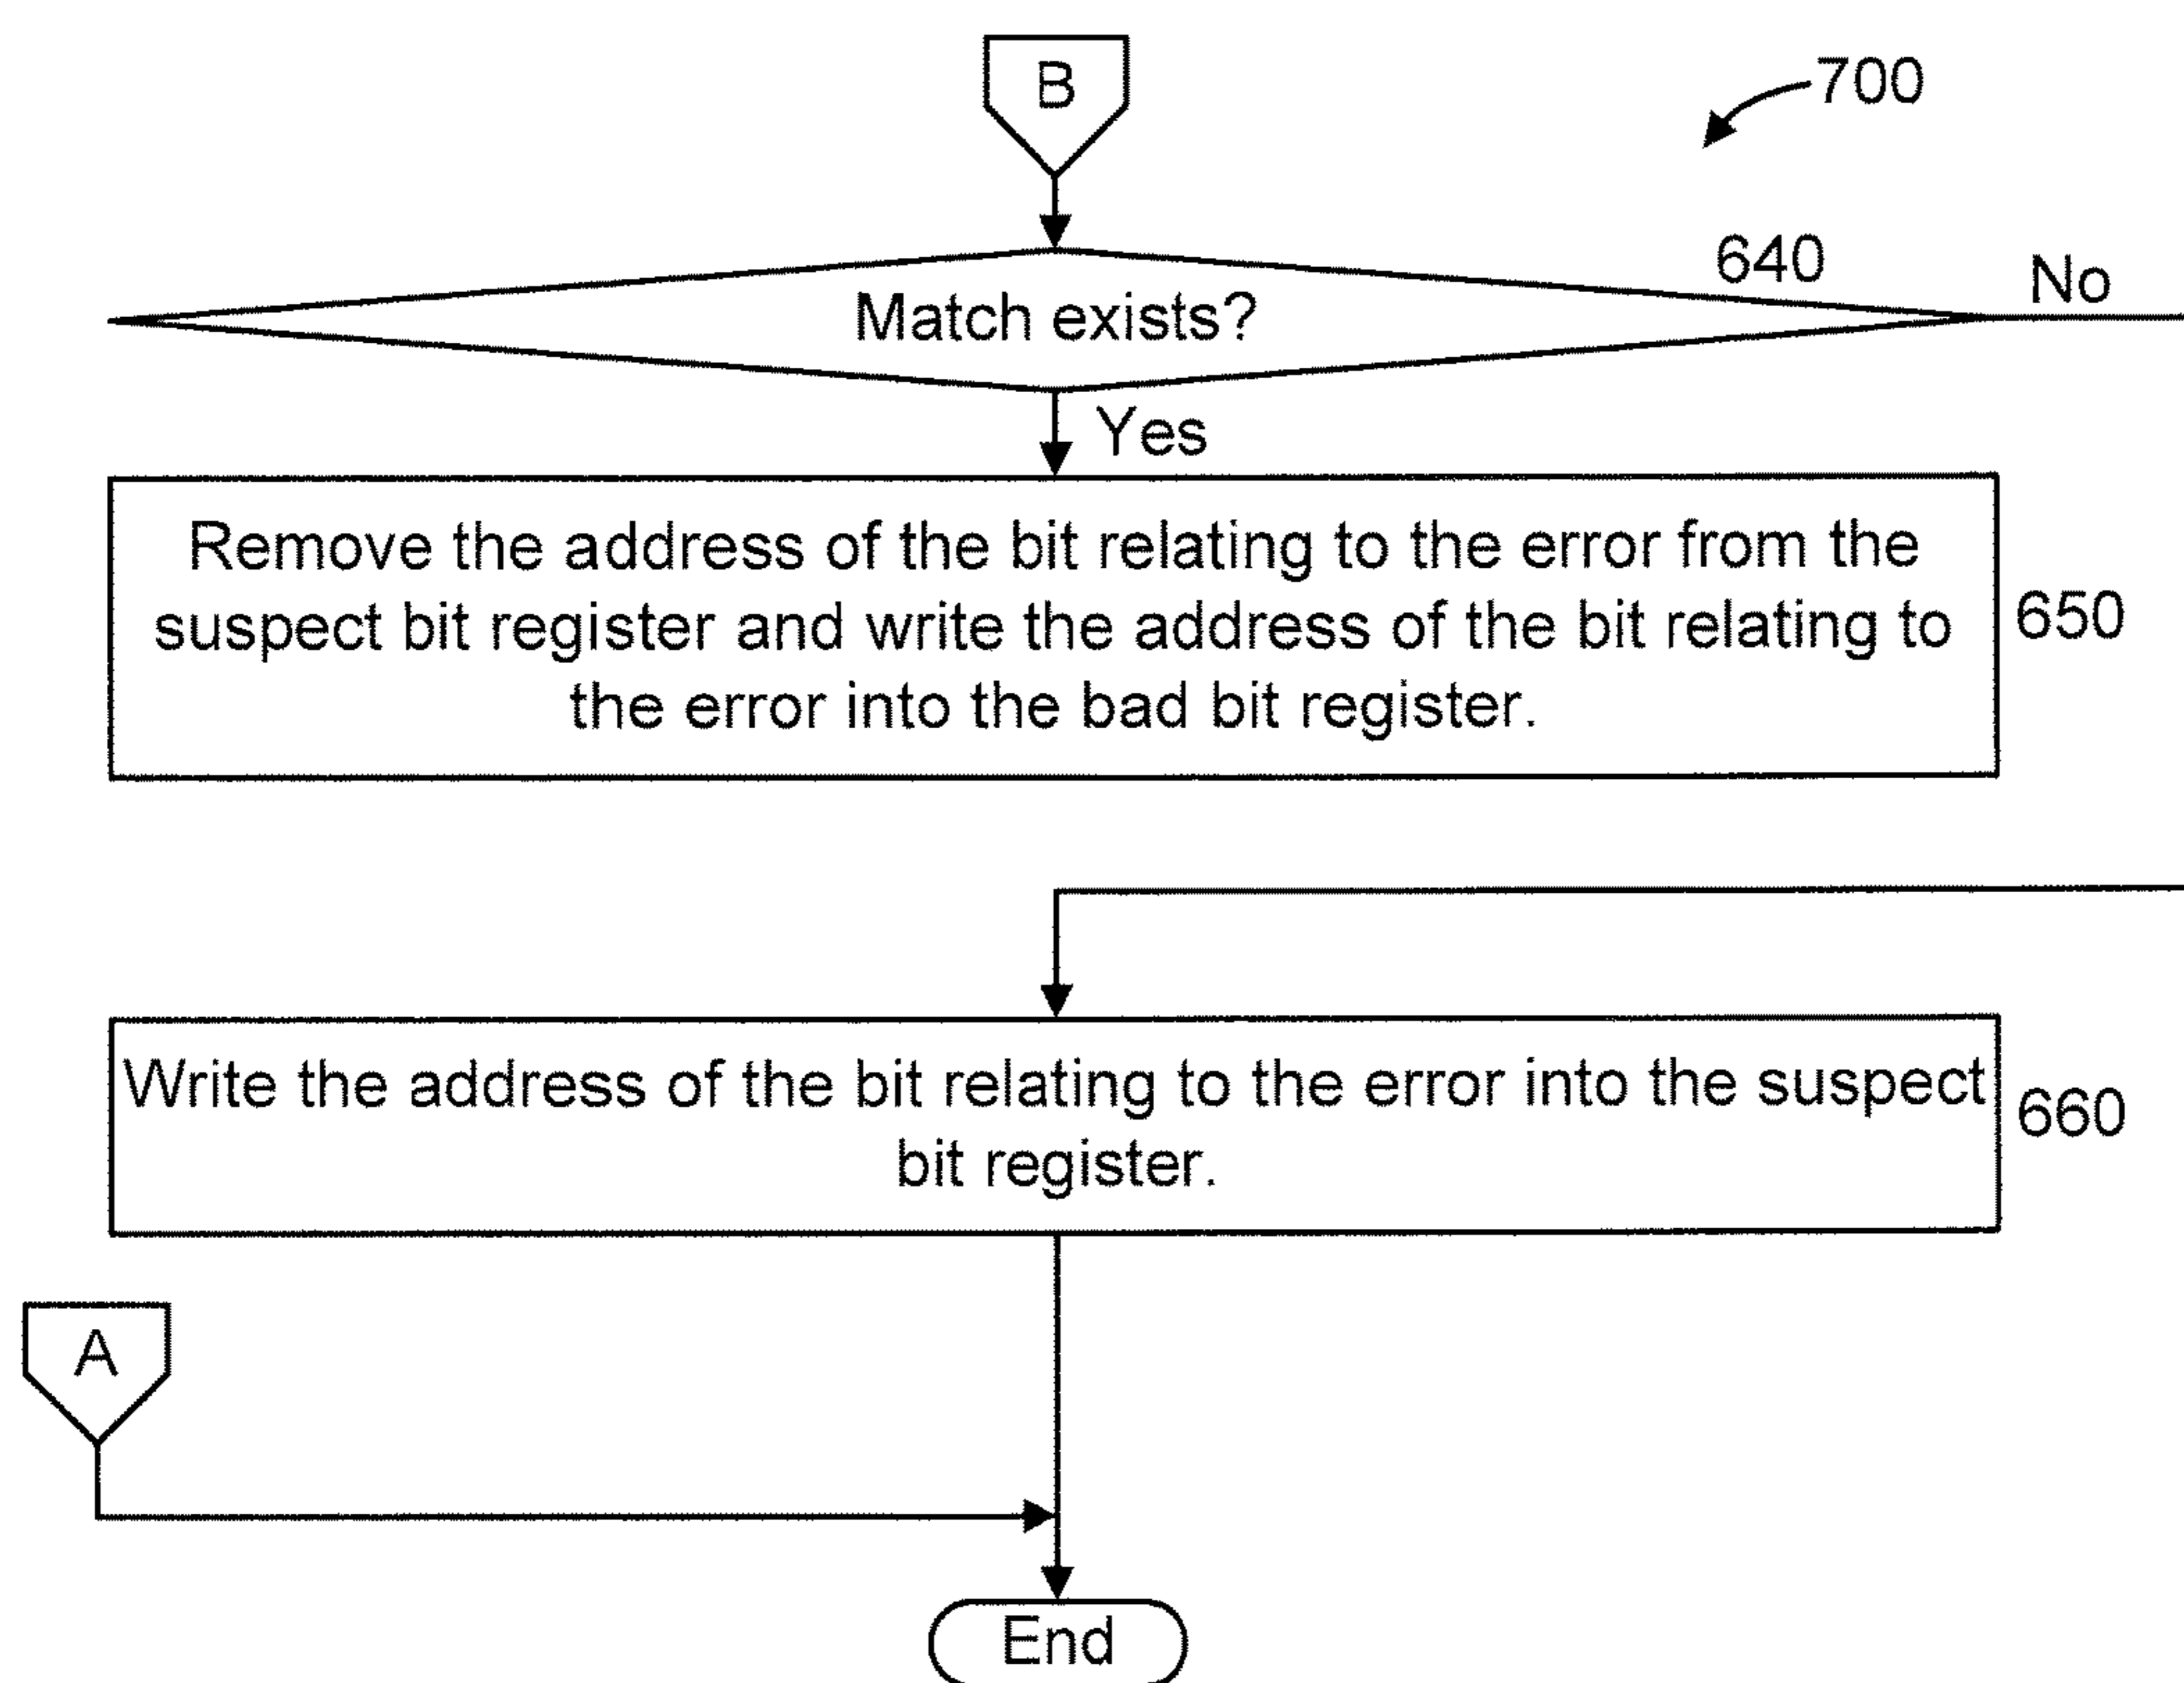 B
700
640
No
Match exists?
Yes
Remove the address of the bit relating to the error from the
suspect bit register and write the address of the bit relating to
the error into the bad bit register.
650
Write the address of the bit relating to the error into the suspect
bit register.
660
A
End